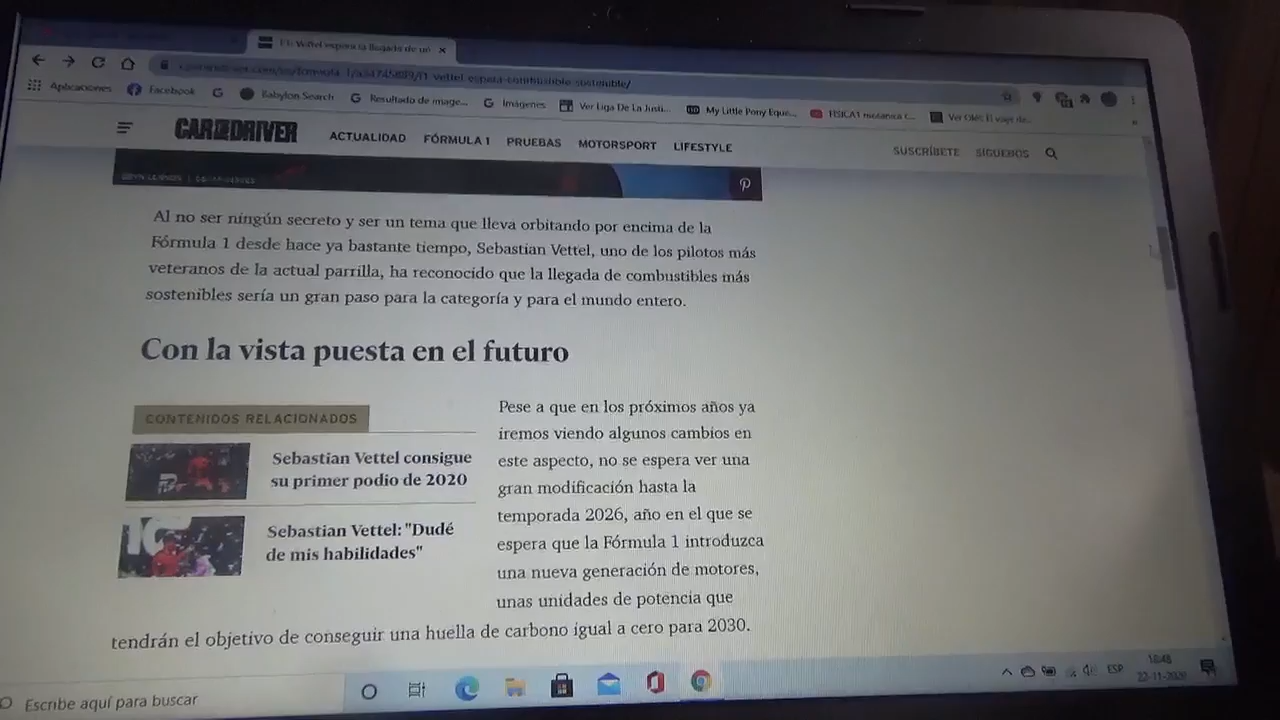 F1: Vettel espera la llegada de un
vettel-espera-combustible-sostenible/
Aplicaciones
Facebook
Babylon Search
Resultado de image...
Imágenes
Ver Liga De La Justi...
My Little Pony Eque...
FISICA1 mecánica c...
CAR AND DRIVER
ACTUALIDAD FÓRMULA 1 PRUEBAS MOTORSPORT LIFESTYLE
SUSCRÍBETE SÍGUENOS
Al no ser ningún secreto y ser un tema que lleva orbitando por encima de la
Fórmula 1 desde hace ya bastante tiempo, Sebastian Vettel, uno de los pilotos más
veteranos de la actual parrilla, ha reconocido que la llegada de combustibles más
sostenibles sería un gran paso para la categoría y para el mundo entero.
Con la vista puesta en el futuro
CONTENIDOS RELACIONADOS
Sebastian Vettel consigue
su primer podio de 2020
Sebastian Vettel: "Dudé
de mis habilidades"
Pese a que en los próximos años ya
iremos viendo algunos cambios en
este aspecto, no se espera ver una
gran modificación hasta la
temporada 2026, año en el que se
espera que la Fórmula 1 introduzca
una nueva generación de motores,
unas unidades de potencia que
tendrán el objetivo de conseguir una huella de carbono igual a cero para 2030.
Escribe aquí para buscar
ESP
22-11-2020